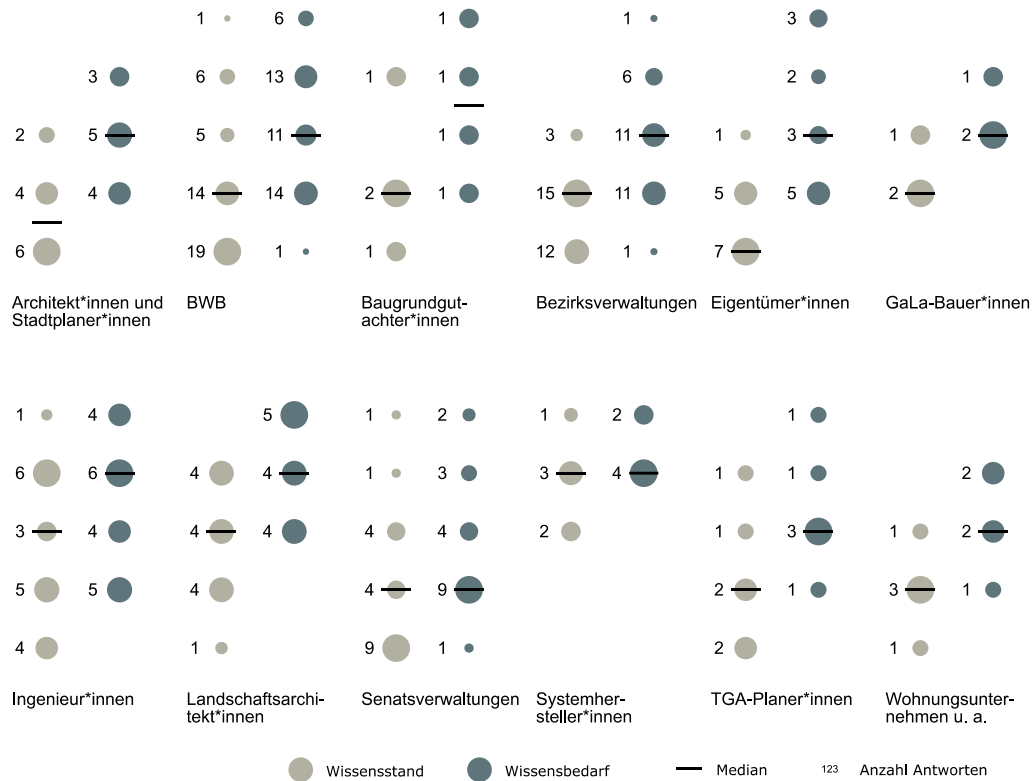 1 6 1 1 3
3 6 13 1 1 6 2 1
2 5 5 11 1 3 11 1 3 1 2
4 4 14 14 2 1 15 11 5 5 2
6 19 1 1 12 1 7
Architekt*innen und
Stadtplaner*innen
BWB
Baugrundgut-
achter*innen
Bezirksverwaltungen
Eigentümer*innen
GaLa-Bauer*innen
1 4 5 1 2 1 2 1
6 6 4 4 1 3 3 4 1 1 2
3 4 4 4 4 4 2 1 3 1 2
5 5 4 4 9 2 1 3 1
4 1 9 1 2 1
Ingenieur*innen
Landschaftsarchi-
tekt*innen
Senatsverwaltungen
Systemher-
steller*innen
TGA-Planer*innen
Wohnungsunter-
nehmen u. a.
Wissensstand Wissensbedarf Median 123 Anzahl Antworten